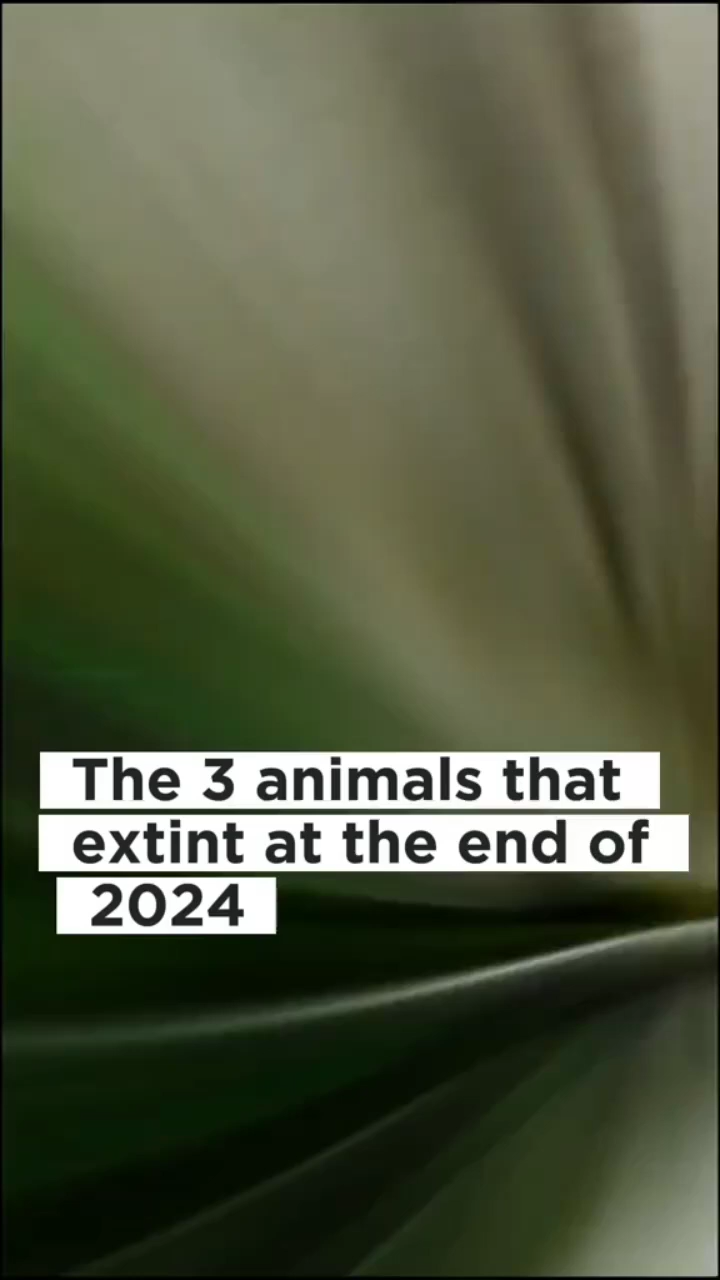 The 3 animals that
extint at the end of
2024